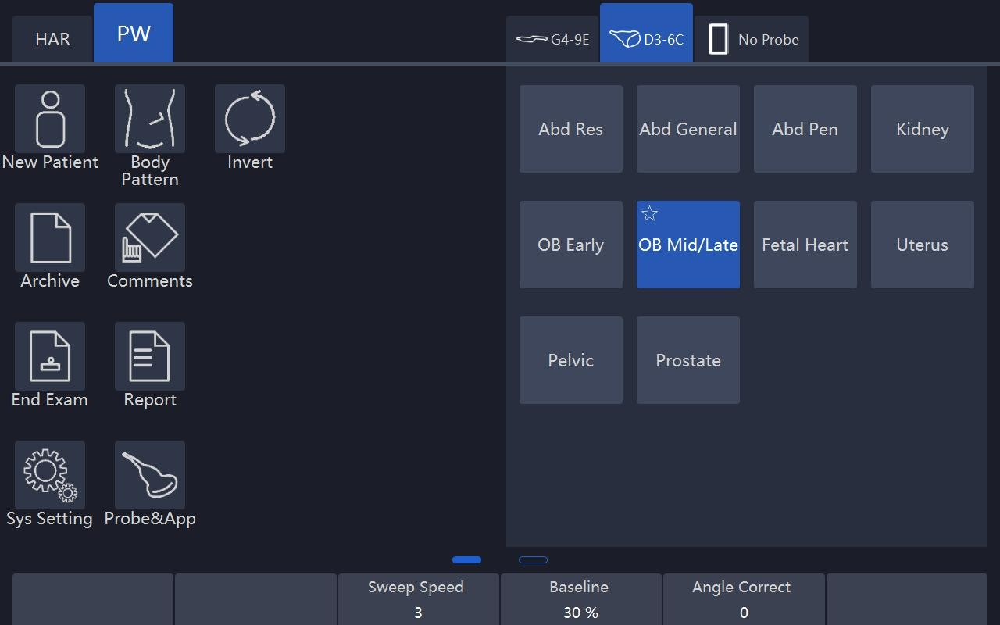 HAR
PW
G4-9E
D3-6C
No Probe
New Patient
Body
Pattern
Invert
Archive
Comments
End Exam
Report
Sys Setting
Probe&App
Abd Res
Abd General
Abd Pen
Kidney
OB Early
OB Mid/Late
Fetal Heart
Uterus
Pelvic
Prostate
Sweep Speed
3
Baseline
30 %
Angle Correct
0